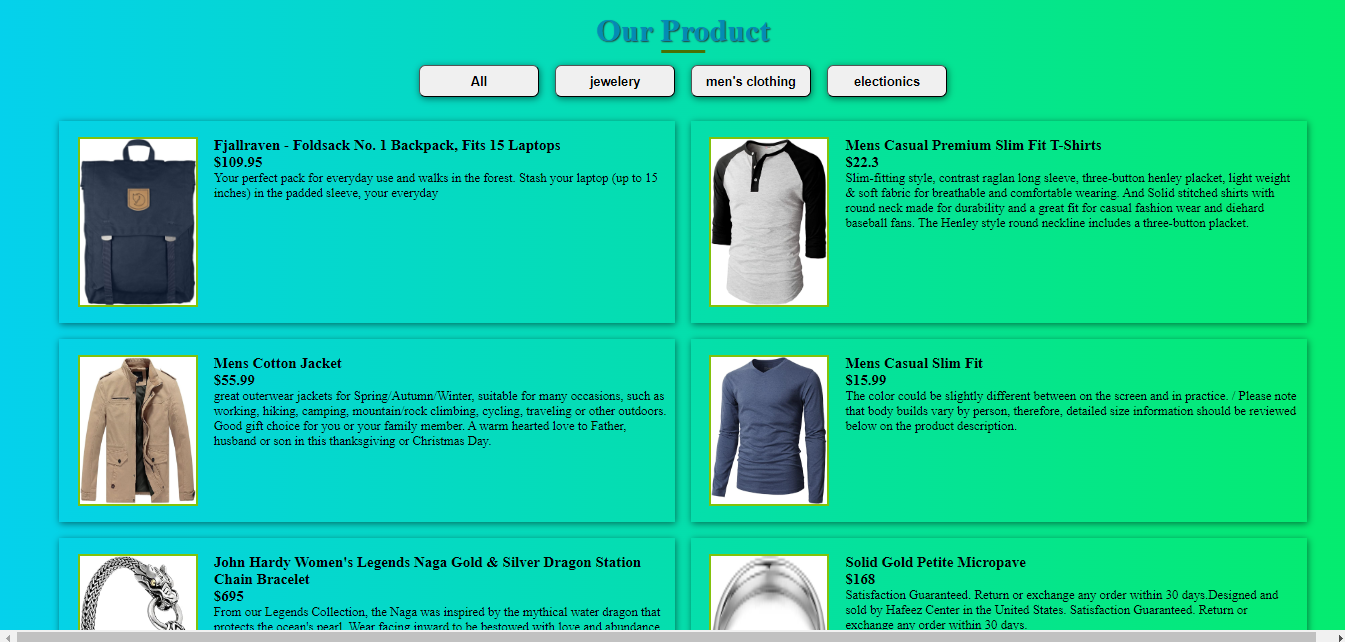 Our Product
All
jewelery
men's clothing
electionics
Fjallraven - Foldsack No. 1 Backpack, Fits 15 Laptops
$109.95
Your perfect pack for everyday use and walks in the forest. Stash your laptop (up to 15
inches) in the padded sleeve, your everyday
Mens Casual Premium Slim Fit T-Shirts
$22.3
Slim-fitting style, contrast raglan long sleeve, three-button henley placket, light weight
& soft fabric for breathable and comfortable wearing. And Solid stitched shirts with
round neck made for durability and a great fit for casual fashion wear and diehard
baseball fans. The Henley style round neckline includes a three-button placket.
Mens Cotton Jacket
$55.99
great outerwear jackets for Spring/Autumn/Winter, suitable for many occasions, such as
working, hiking, camping, mountain/rock climbing, cycling, traveling or other outdoors.
Good gift choice for you or your family member. A warm hearted love to Father,
husband or son in this thanksgiving or Christmas Day.
Mens Casual Slim Fit
$15.99
The color could be slightly different between on the screen and in practice. / Please note
that body builds vary by person, therefore, detailed size information should be reviewed
below on the product description.
John Hardy Women's Legends Naga Gold & Silver Dragon Station
Chain Bracelet
$695
From our Legends Collection, the Naga was inspired by the mythical water dragon that
protects the ocean's pearl. Wear facing inward to be bestowed with love and abundance,
Solid Gold Petite Micropave
$168
Satisfaction Guaranteed. Return or exchange any order within 30 days.Designed and
sold by Hafeez Center in the United States. Satisfaction Guaranteed. Return or
exchange any order within 30 days.